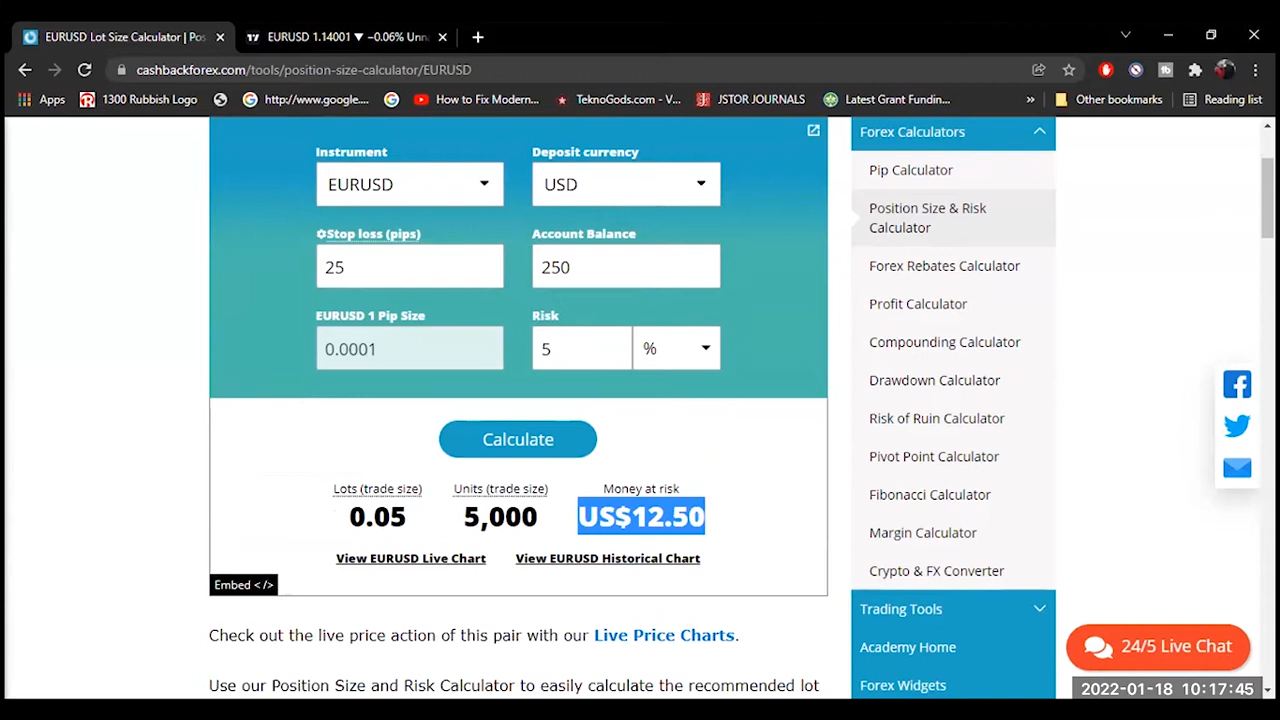 EURUSD Lot Size Calculator | Pos
EURUSD 1.14001 ▼ −0.06% Unn
cashbackforex.com/tools/position-size-calculator/EURUSD
Apps
1300 Rubbish Logo
http://www.google....
How to Fix Modern...
TeknoGods.com - V...
JSTOR JOURNALS
Latest Grant Fundin...
»
Other bookmarks
Reading list
Instrument
Deposit currency
EURUSD
USD
Stop loss (pips)
Account Balance
25
250
EURUSD 1 Pip Size
Risk
0.0001
5
%
Calculate
Lots (trade size)
Units (trade size)
Money at risk
0.05
5,000
US$12.50
View EURUSD Live Chart
View EURUSD Historical Chart
Embed </>
Check out the live price action of this pair with our Live Price Charts.
Use our Position Size and Risk Calculator to easily calculate the recommended lot
Forex Calculators
Pip Calculator
Position Size & Risk
Calculator
Forex Rebates Calculator
Profit Calculator
Compounding Calculator
Drawdown Calculator
Risk of Ruin Calculator
Pivot Point Calculator
Fibonacci Calculator
Margin Calculator
Crypto & FX Converter
Trading Tools
Academy Home
Forex Widgets
24/5 Live Chat
2022-01-18 10:17:45